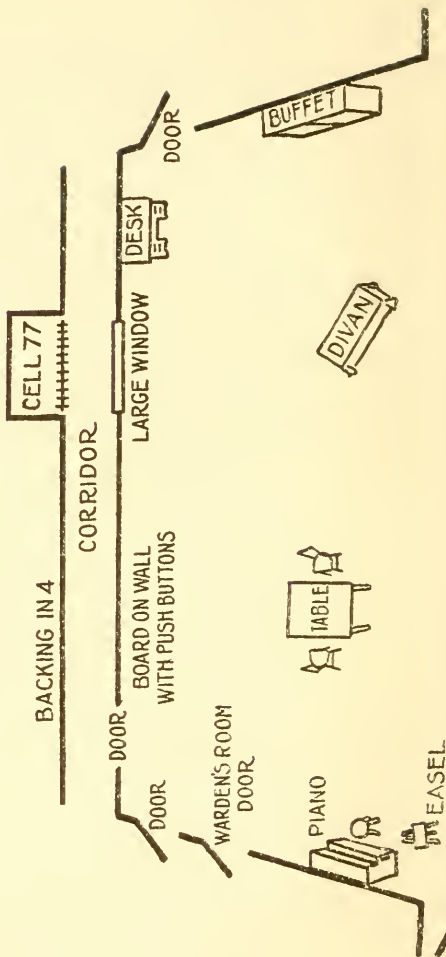 BACKING IN 4
CELL 77
CORRIDOR
DOOR
DOOR
BOARD ON WALL
WITH PUSH BUTTONS
LARGE WINDOW
DESK
DOOR
WARDEN'S ROOM
DOOR
PIANO
EASEL
TABLE
DIVAN
BUFFET